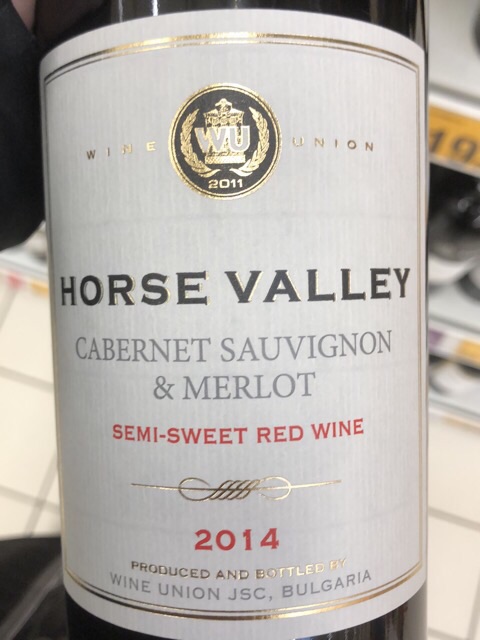 WINE WU UNION
2011
HORSE VALLEY
CABERNET SAUVIGNON
& MERLOT
SEMI-SWEET RED WINE
2014
PRODUCED AND BOTTLED BY
WINE UNION JSC, BULGARIA
19